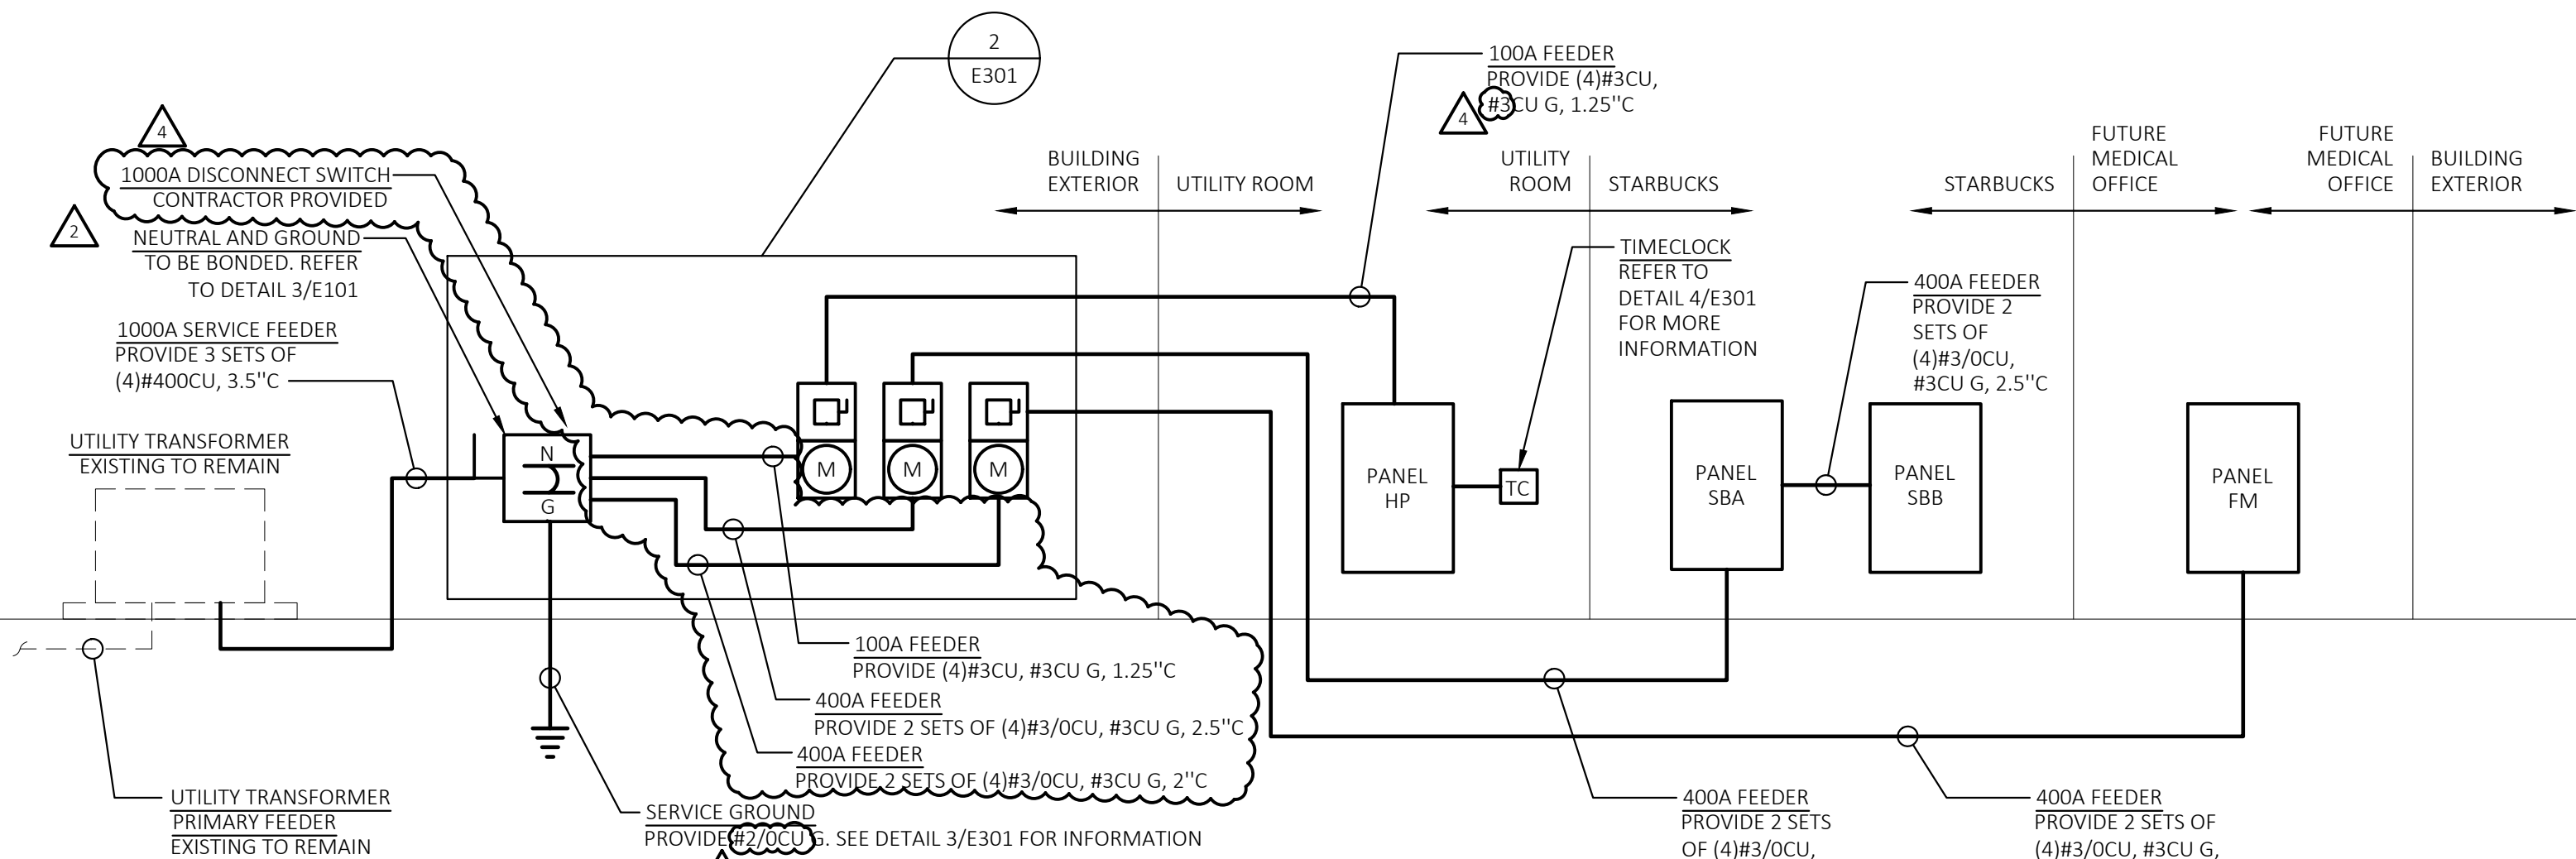 2
E301
100A FEEDER
PROVIDE (4)#3CU,
#3CU G, 1.25"C
4
4
1000A DISCONNECT SWITCH
CONTRACTOR PROVIDED
2
NEUTRAL AND GROUND
TO BE BONDED. REFER
TO DETAIL 3/E101
1000A SERVICE FEEDER
PROVIDE 3 SETS OF
(4)#400CU, 3.5"C
UTILITY TRANSFORMER
EXISTING TO REMAIN
BUILDING
EXTERIOR
UTILITY ROOM
UTILITY
ROOM
STARBUCKS
STARBUCKS
FUTURE
MEDICAL
OFFICE
FUTURE
MEDICAL
OFFICE
BUILDING
EXTERIOR
TIMECLOCK
REFER TO
DETAIL 4/E301
FOR MORE
INFORMATION
400A FEEDER
PROVIDE 2
SETS OF
(4)#3/0CU,
#3CU G, 2.5"C
N
G
M
M
M
PANEL
HP
TC
PANEL
SBA
PANEL
SBB
PANEL
FM
100A FEEDER
PROVIDE (4)#3CU, #3CU G, 1.25"C
400A FEEDER
PROVIDE 2 SETS OF (4)#3/0CU, #3CU G, 2.5"C
400A FEEDER
PROVIDE 2 SETS OF (4)#3/0CU, #3CU G, 2"C
SERVICE GROUND
PROVIDE #2/0CU G. SEE DETAIL 3/E301 FOR INFORMATION
UTILITY TRANSFORMER
PRIMARY FEEDER
EXISTING TO REMAIN
400A FEEDER
PROVIDE 2 SETS
OF (4)#3/0CU,
400A FEEDER
PROVIDE 2 SETS OF
(4)#3/0CU, #3CU G,